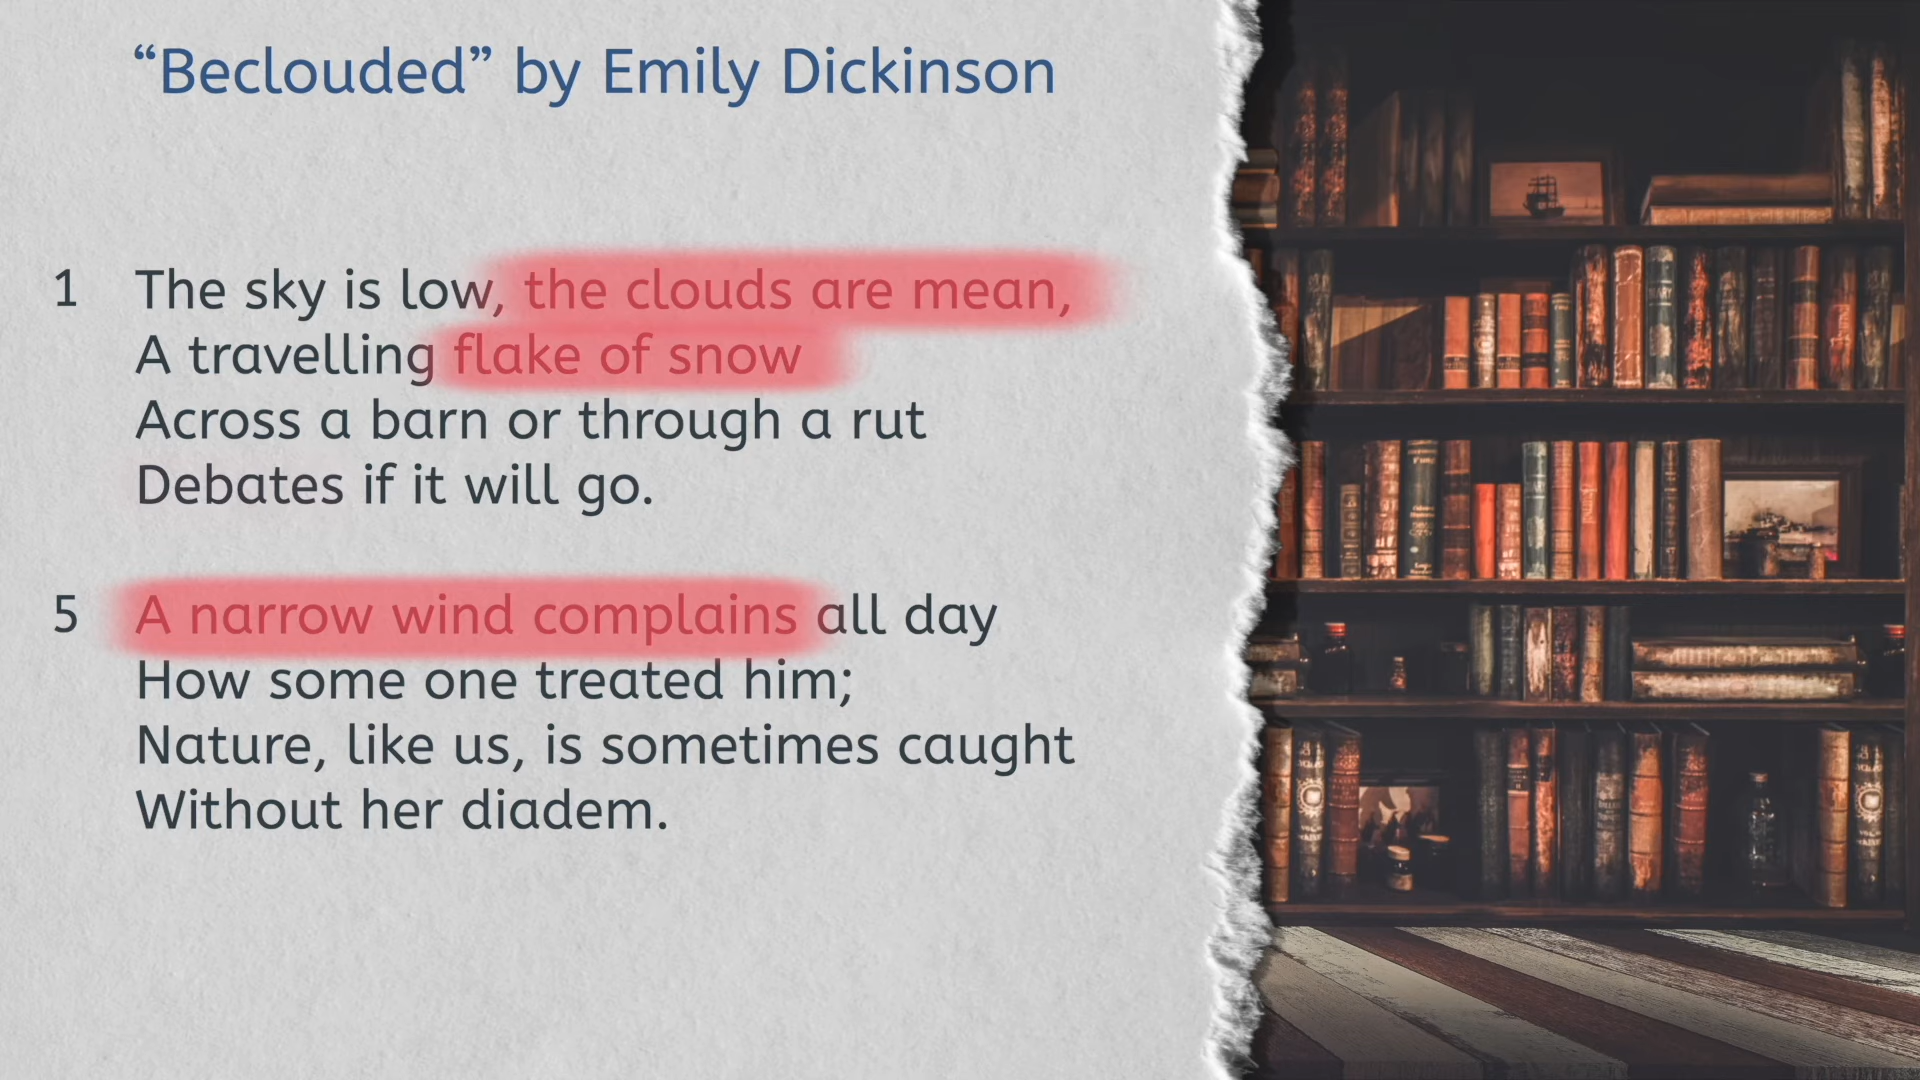 “Beclouded” by Emily Dickinson
1 The sky is low, the clouds are mean,
A travelling flake of snow
Across a barn or through a rut
Debates if it will go.
5 A narrow wind complains all day
How some one treated him;
Nature, like us, is sometimes caught
Without her diadem.